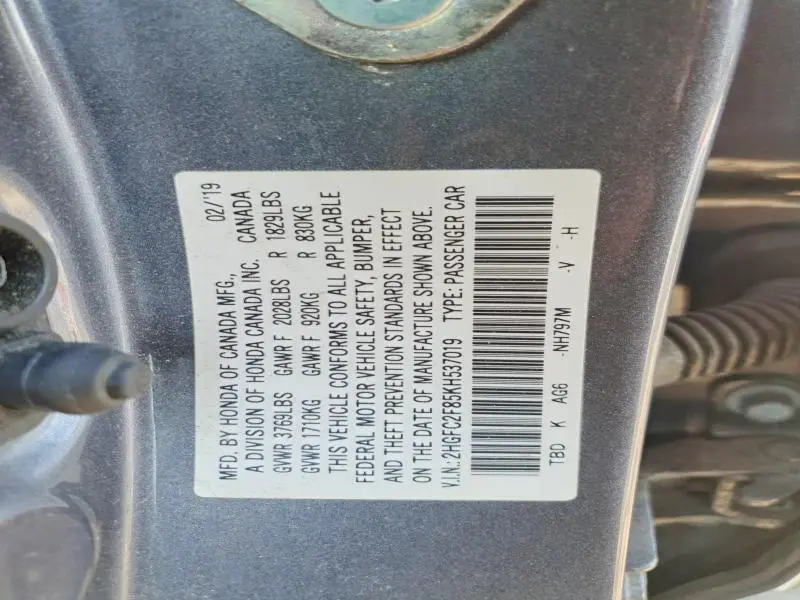 MFD. BY HONDA OF CANADA MFG., 02/'19
A DIVISION OF HONDA CANADA INC. CANADA
GVWR 3769LBS GAWR F 2028LBS R 1829LBS
GVWR 1710KG GAWR F 920KG R 830KG
THIS VEHICLE CONFORMS TO ALL APPLICABLE
FEDERAL MOTOR VEHICLE SAFETY, BUMPER,
AND THEFT PREVENTION STANDARDS IN EFFECT
ON THE DATE OF MANUFACTURE SHOWN ABOVE.
V.I.N.:2HGFC2F85KH537019 TYPE:PASSENGER CAR
TBD K AG6 -NH797M -V -H